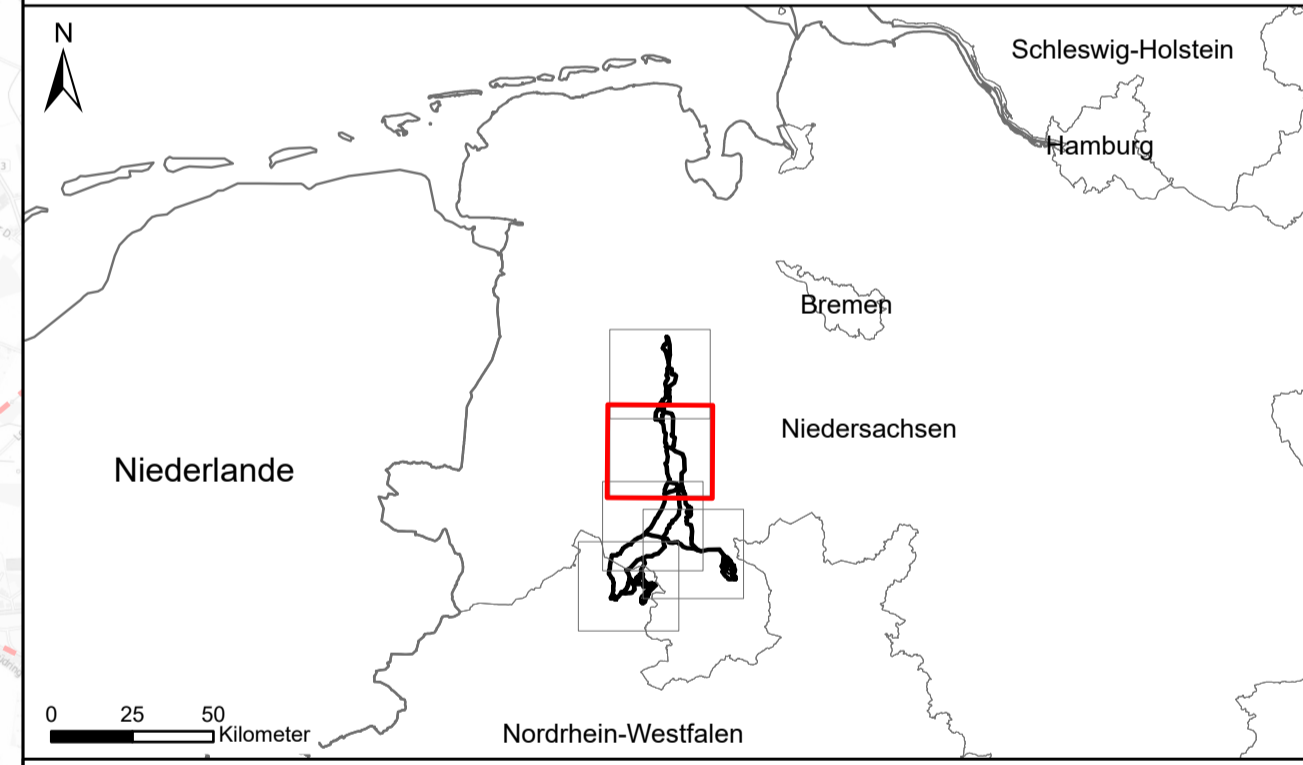 N
Schleswig-Holstein
Hamburg
Bremen
Niedersachsen
Niederlande
0 25 50
Kilometer
Nordrhein-Westfalen